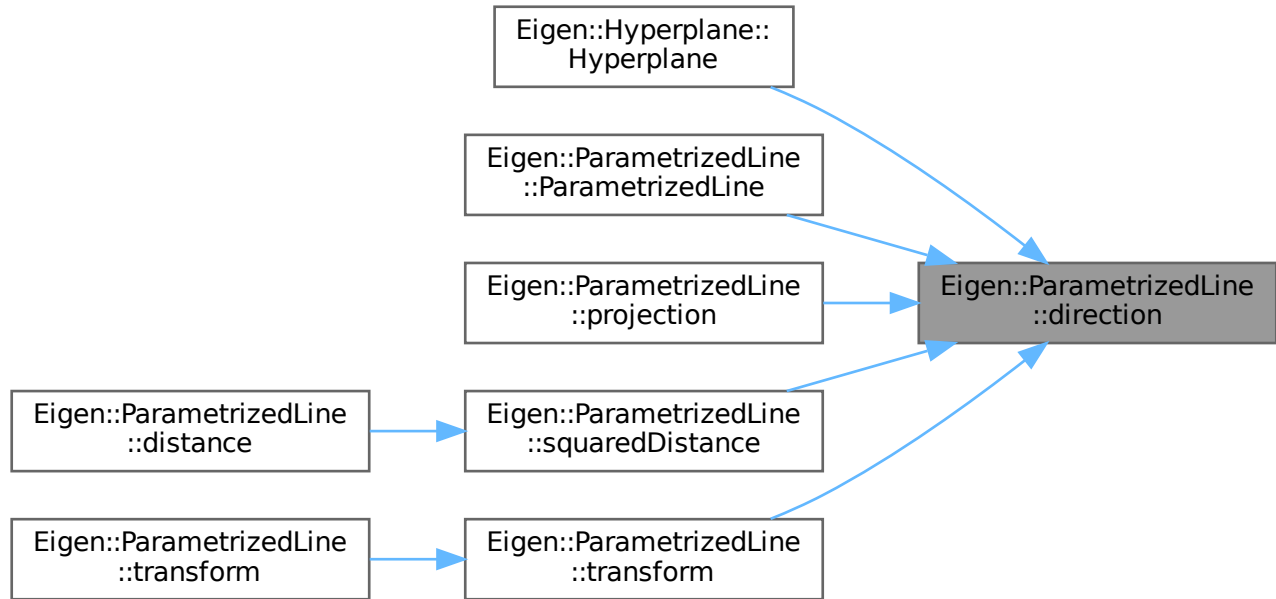 Eigen::Hyperplane::
Hyperplane
Eigen::ParametrizedLine
::ParametrizedLine
Eigen::ParametrizedLine
::projection
Eigen::ParametrizedLine
::direction
Eigen::ParametrizedLine
::distance
Eigen::ParametrizedLine
::squaredDistance
Eigen::ParametrizedLine
::transform
Eigen::ParametrizedLine
::transform